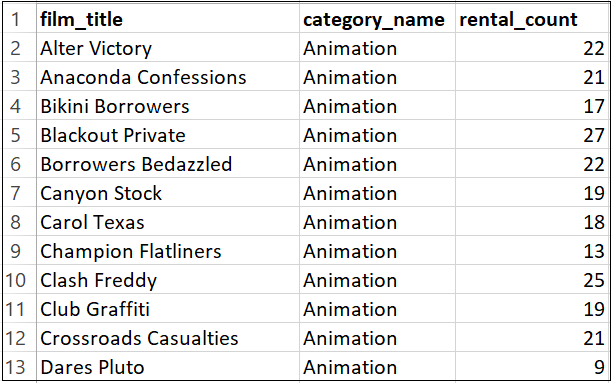 1 film_title category_name rental_count
2 Alter Victory Animation 22
3 Anaconda Confessions Animation 21
4 Bikini Borrowers Animation 17
5 Blackout Private Animation 27
6 Borrowers Bedazzled Animation 22
7 Canyon Stock Animation 19
8 Carol Texas Animation 18
9 Champion Flatliners Animation 13
10 Clash Freddy Animation 25
11 Club Graffiti Animation 19
12 Crossroads Casualties Animation 21
13 Dares Pluto Animation 9